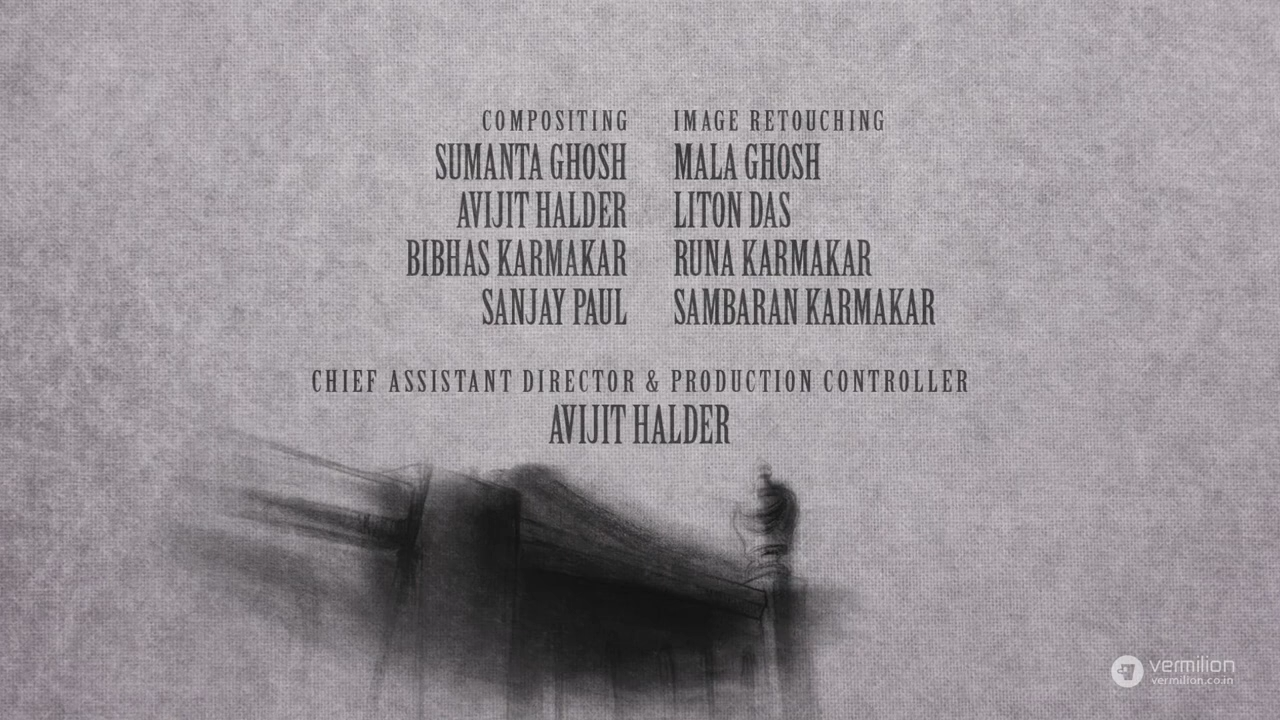 COMPOSITING
SUMANTA GHOSH
AVIJIT HALDER
BIBHAS KARMAKAR
SANJAY PAUL
IMAGE RETOUCHING
MALA GHOSH
LITON DAS
RUNA KARMAKAR
SAMBARAN KARMAKAR
CHIEF ASSISTANT DIRECTOR & PRODUCTION CONTROLLER
AVIJIT HALDER
vermilion
vermilion.co.in